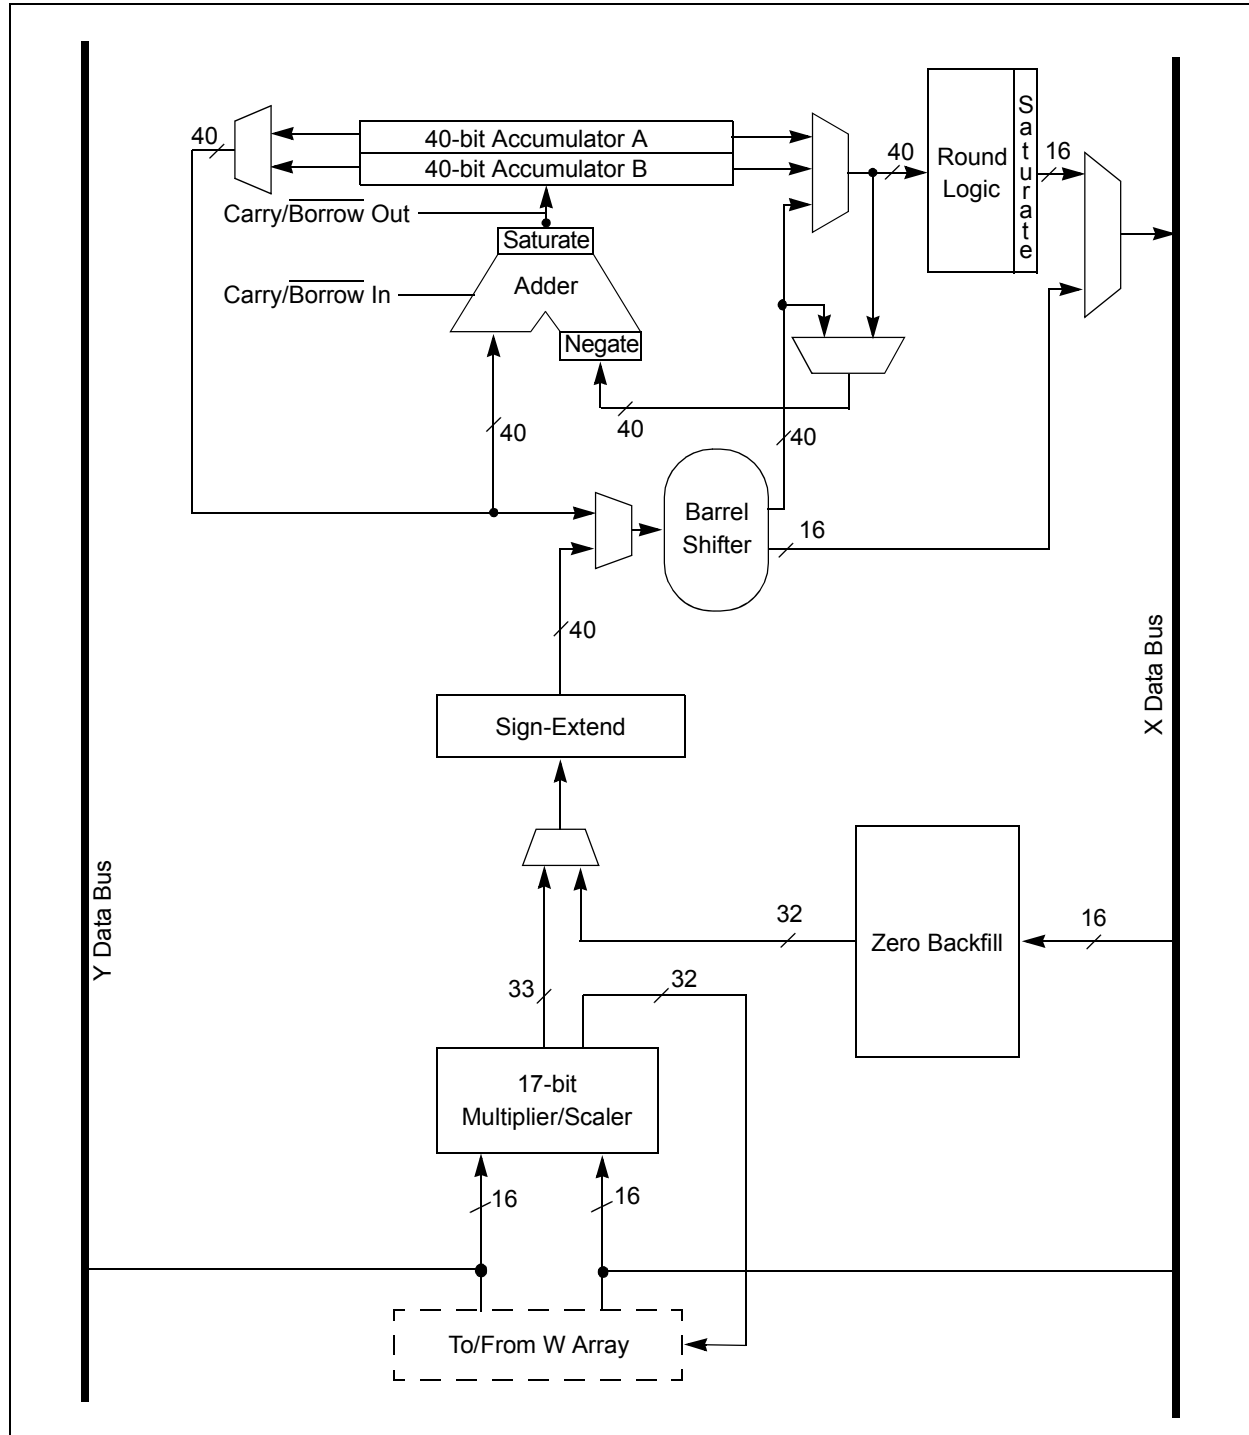 40
40-bit Accumulator A
40-bit Accumulator B
40
Round
Logic
Saturate
16
Carry/Borrow Out
Saturate
Carry/Borrow In
Adder
Negate
40
40
40
Barrel
Shifter
16
40
Sign-Extend
X Data Bus
Y Data Bus
32
Zero Backfill
16
33
32
17-bit
Multiplier/Scaler
16
16
To/From W Array